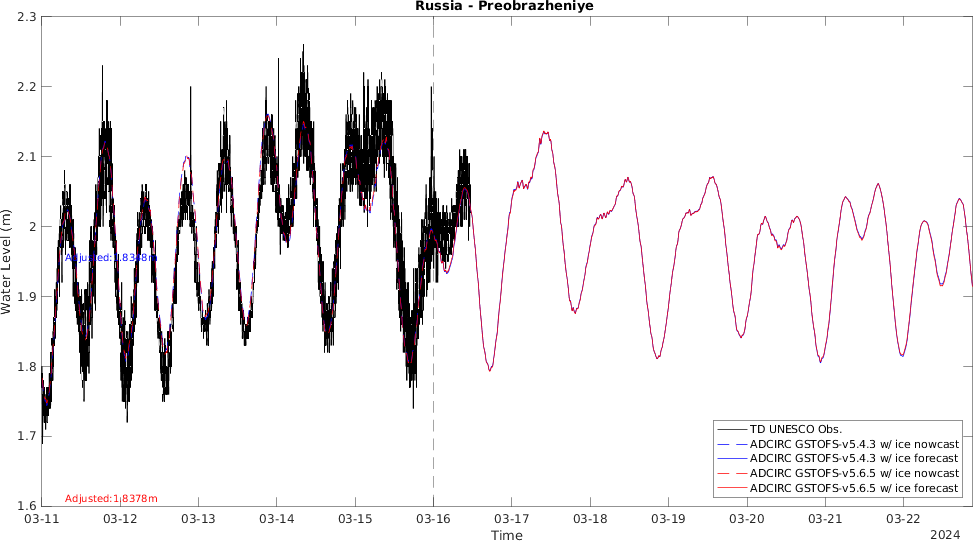 Russia - Preobrazheniye
2.3
2.2
2.1
2
1.9
1.8
1.7
1.6
Water Level (m)
Adjusted:1.8368m
Adjusted:1.8378m
TD UNESCO Obs.
ADCIRC GSTOFS-v5.4.3 w/ ice nowcast
ADCIRC GSTOFS-v5.4.3 w/ ice forecast
ADCIRC GSTOFS-v5.6.5 w/ ice nowcast
ADCIRC GSTOFS-v5.6.5 w/ ice forecast
03-11 03-12 03-13 03-14 03-15 03-16 03-17 03-18 03-19 03-20 03-21 03-22
Time
2024